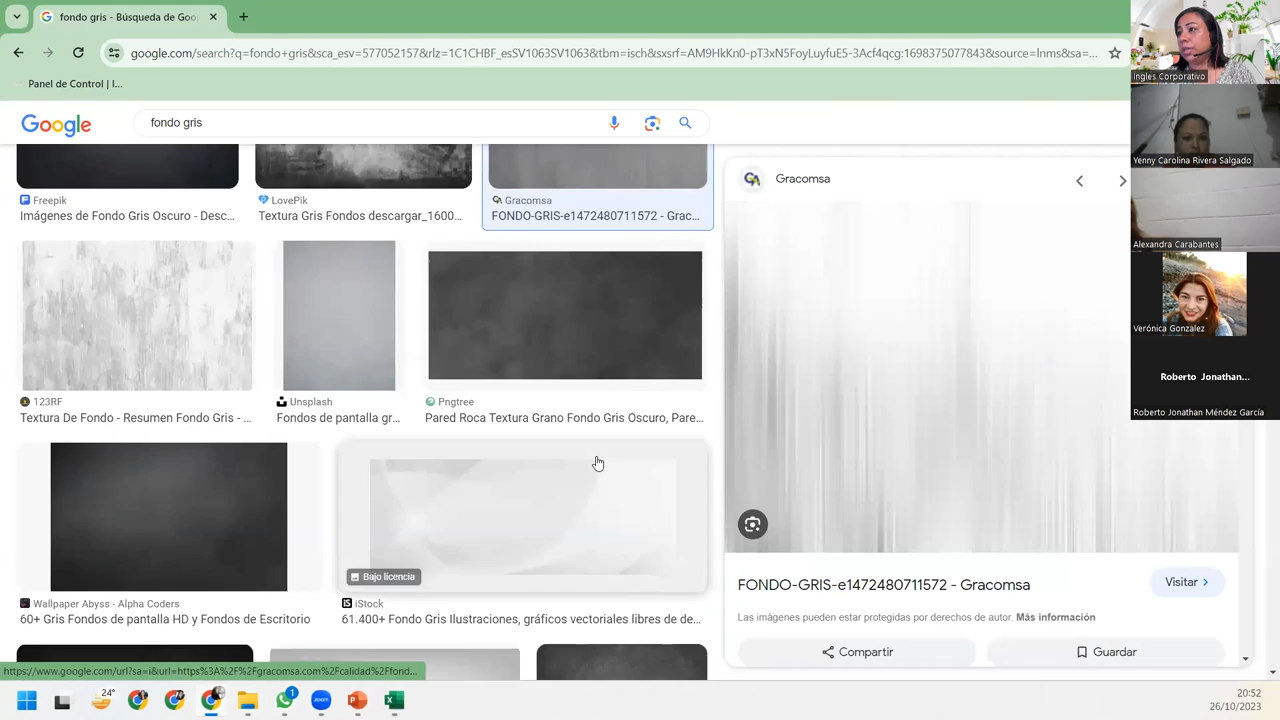 fondo gris - Búsqueda de Goo
google.com/search?q=fondo+gris&sca_esv=577052157&rlz=1C1CHBF_esSV1063SV1063&tbm=isch&sxsrf=AM9HkKn0-pT3xN5FoyLuyfuE5-3Acf4qcg:1698375077843&source=lnms&sa=...
Panel de Control | I...
Google
fondo gris
Freepik
Imágenes de Fondo Gris Oscuro - Desc...
LovePik
Textura Gris Fondos descargar_1600...
Gracomsa
FONDO-GRIS-e1472480711572 - Grac...
123RF
Textura De Fondo - Resumen Fondo Gris - ...
Unsplash
Fondos de pantalla gr...
Pngtree
Pared Roca Textura Grano Fondo Gris Oscuro, Pare...
Wallpaper Abyss - Alpha Coders
60+ Gris Fondos de pantalla HD y Fondos de Escritorio
Bajo licencia
iStock
61.400+ Fondo Gris Ilustraciones, gráficos vectoriales libres de de...
Gracomsa
FONDO-GRIS-e1472480711572 - Gracomsa
Visitar
Las imágenes pueden estar protegidas por derechos de autor. Más información
Compartir
Guardar
Ingles Corporativo
Yenny Carolina Rivera Salgado
Alexandra Carabantes
Verónica Gonzalez
Roberto Jonathan...
Roberto Jonathan Méndez García
https://www.google.com/url?sa=i&url=https%3A%2F%2Fgracomsa.com%2Fcalidad%2Ffond...
24°
1
zoom
20:52
26/10/2023